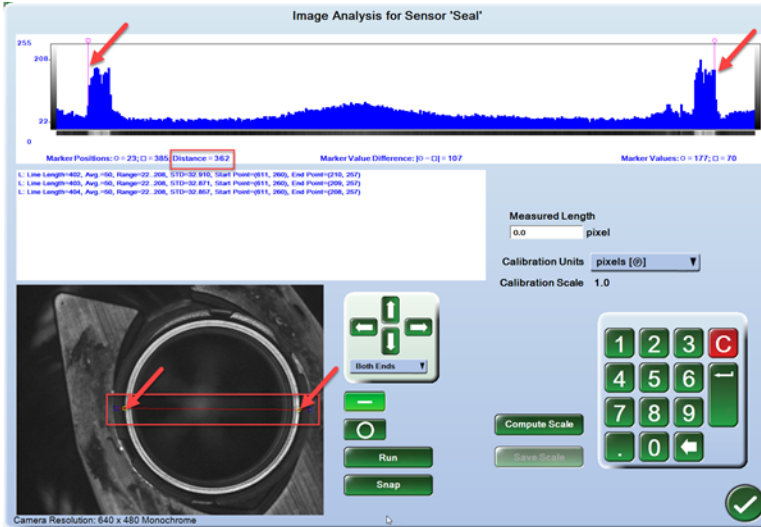 Image Analysis for Sensor 'Seal'
255
208
22
0
Marker Positions: O = 23; □ = 385; Distance = 362
Marker Value Difference: |O - □| = 107
Marker Values: O = 177; □ = 70
L: Line Length=402, Avg.=50, Range=22..208, STD=32.910, Start Point=(611, 260), End Point=(210, 257)
L: Line Length=403, Avg.=50, Range=22..208, STD=32.871, Start Point=(611, 260), End Point=(209, 257)
L: Line Length=404, Avg.=50, Range=22..208, STD=32.857, Start Point=(611, 260), End Point=(208, 257)
Measured Length
0.0 pixel
Calibration Units pixels [℗]
Calibration Scale 1.0
Both Ends
Run
Snap
Compute Scale
Save Scale
1 2 3 C
4 5 6
7 8 9
. 0
Camera Resolution: 640 x 480 Monochrome